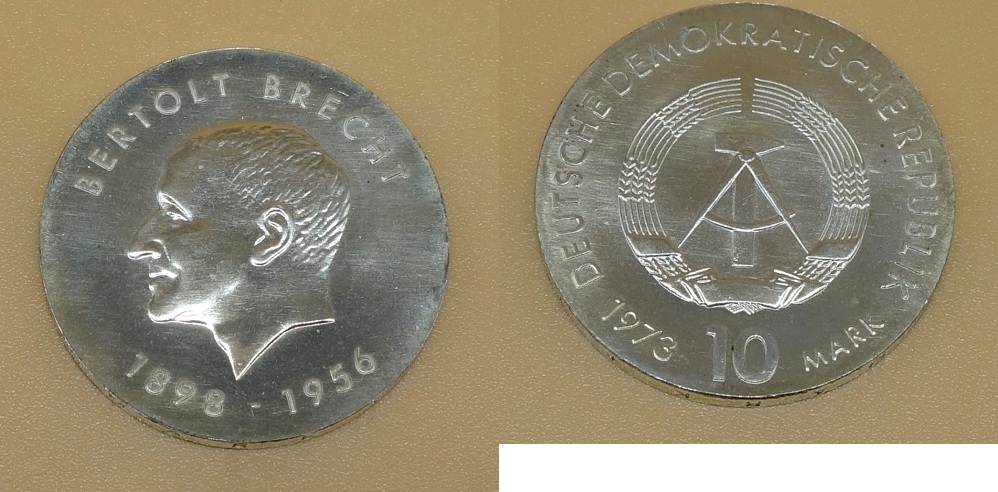 BERTOLT BRECHT
1898 - 1956
DEUTSCHE DEMOKRATISCHE REPUBLIK
1973
10
MARK